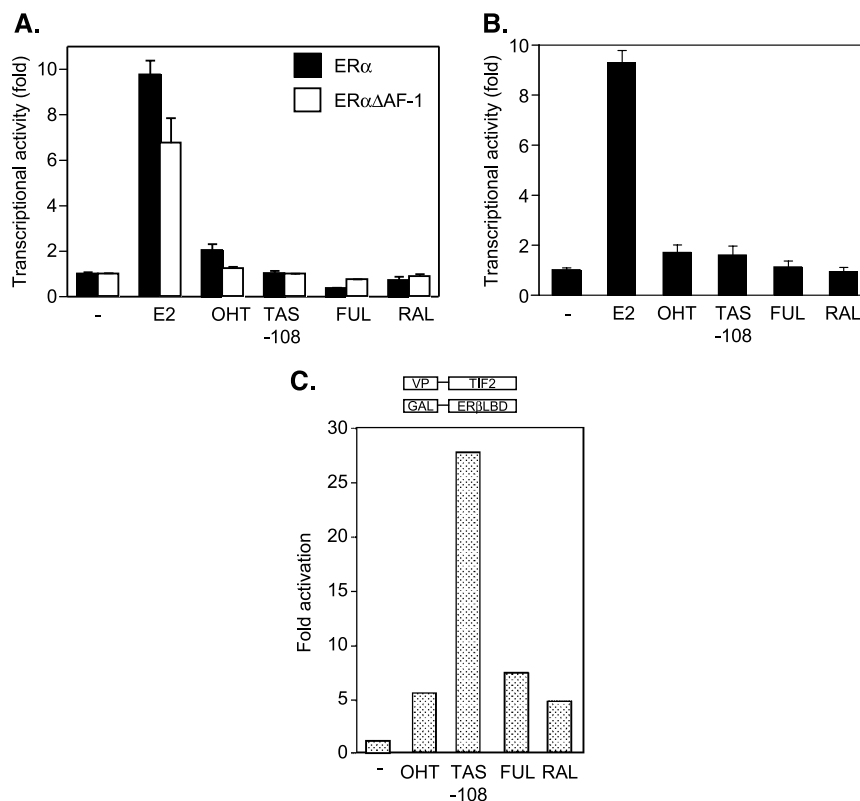 A.
Transcriptional activity (fold)
10
8
6
4
2
0
ERα
ERαΔAF-1
- E2 OHT TAS FUL RAL
-108
B.
Transcriptional activity (fold)
10
8
6
4
2
0
- E2 OHT TAS FUL RAL
-108
C.
VP TIF2
GAL ERβLBD
Fold activation
30
25
20
15
10
5
0
- OHT TAS FUL RAL
-108